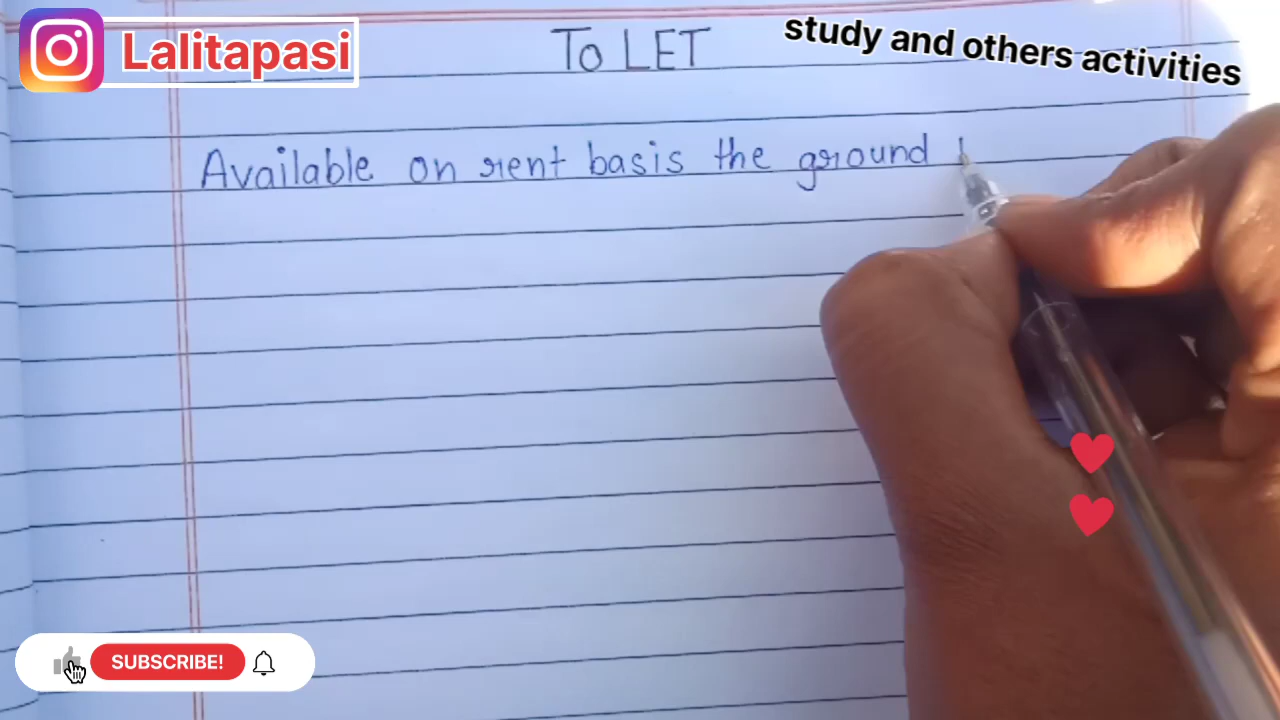 Lalitapasi
study and others activities
To LET
Available on rent basis the ground
SUBSCRIBE!